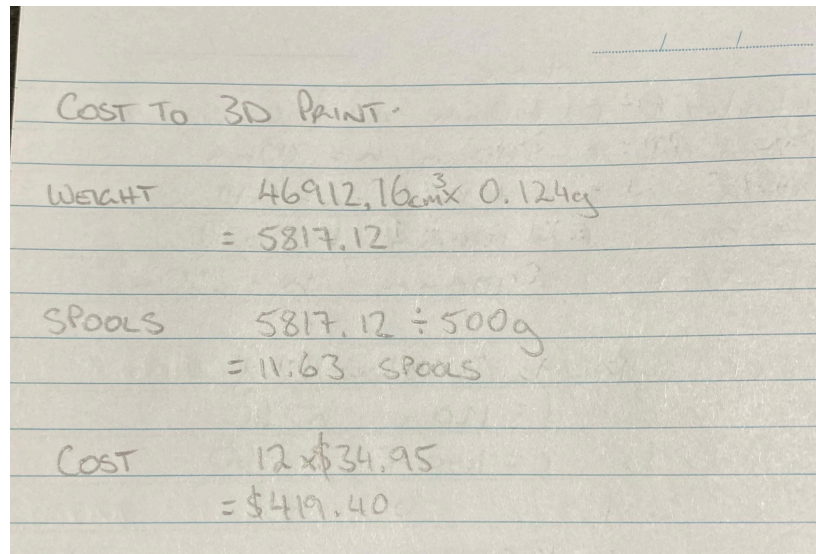 COST TO 3D PRINT.
WEIGHT 46912.16cm³ x 0.124g
= 5817.12
SPOOLS 5817.12 ÷ 500g
= 11.63 SPOOLS
COST 12 x $34.95
= $419.40